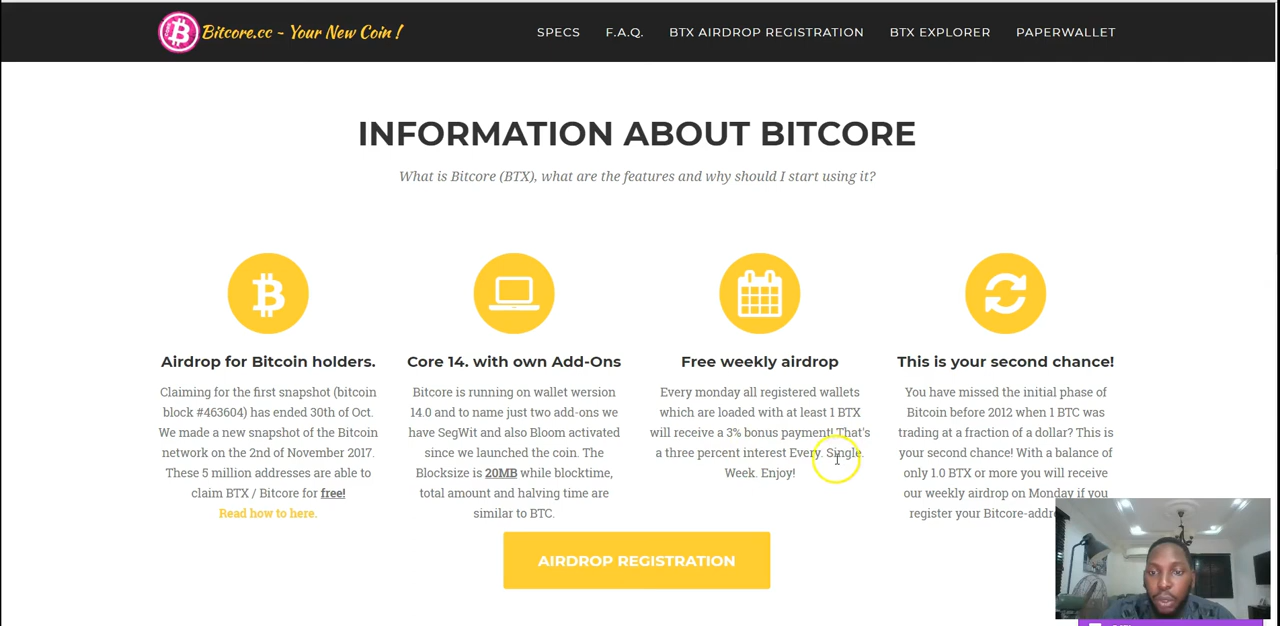 Bitcore.cc ~ Your New Coin !
SPECS
F.A.Q.
BTX AIRDROP REGISTRATION
BTX EXPLORER
PAPERWALLET
INFORMATION ABOUT BITCORE
What is Bitcore (BTX), what are the features and why should I start using it?
Airdrop for Bitcoin holders.
Claiming for the first snapshot (bitcoin
block #463604) has ended 30th of Oct.
We made a new snapshot of the Bitcoin
network on the 2nd of November 2017.
These 5 million addresses are able to
claim BTX / Bitcore for free!
Read how to here.
Core 14. with own Add-Ons
Bitcore is running on wallet wersion
14.0 and to name just two add-ons we
have SegWit and also Bloom activated
since we launched the coin. The
Blocksize is 20MB while blocktime,
total amount and halving time are
similar to BTC.
Free weekly airdrop
Every monday all registered wallets
which are loaded with at least 1 BTX
will receive a 3% bonus payment! That's
a three percent interest Every. Single.
Week. Enjoy!
This is your second chance!
You have missed the initial phase of
Bitcoin before 2012 when 1 BTC was
trading at a fraction of a dollar? This is
your second chance! With a balance of
only 1.0 BTX or more you will receive
our weekly airdrop on Monday if you
register your Bitcore-addre
AIRDROP REGISTRATION